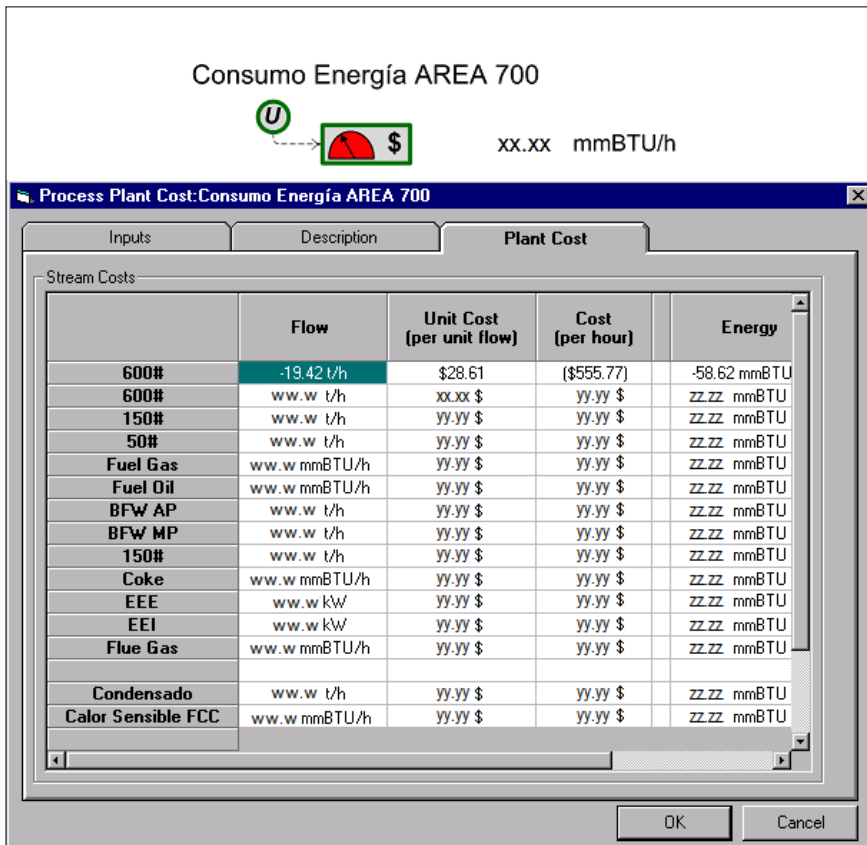 Consumo Energía AREA 700
U
$ xx.xx mmBTU/h
Process Plant Cost:Consumo Energía AREA 700
Inputs Description Plant Cost
Stream Costs
Flow Unit Cost (per unit flow) Cost (per hour) Energy
600# -19.42 t/h $28.61 ($555.77) -58.62 mmBTU
600# ww.w t/h xx.xx $ yy.yy $ zz.zz mmBTU
150# ww.w t/h yy.yy $ yy.yy $ zz.zz mmBTU
50# ww.w t/h yy.yy $ yy.yy $ zz.zz mmBTU
Fuel Gas ww.w mmBTU/h yy.yy $ yy.yy $ zz.zz mmBTU
Fuel Oil ww.w mmBTU/h yy.yy $ yy.yy $ zz.zz mmBTU
BFW AP ww.w t/h yy.yy $ yy.yy $ zz.zz mmBTU
BFW MP ww.w t/h yy.yy $ yy.yy $ zz.zz mmBTU
150# ww.w t/h yy.yy $ yy.yy $ zz.zz mmBTU
Coke ww.w mmBTU/h yy.yy $ yy.yy $ zz.zz mmBTU
EEE ww.w kW yy.yy $ yy.yy $ zz.zz mmBTU
EEI ww.w kW yy.yy $ yy.yy $ zz.zz mmBTU
Flue Gas ww.w mmBTU/h yy.yy $ yy.yy $ zz.zz mmBTU
Condensado ww.w t/h yy.yy $ yy.yy $ zz.zz mmBTU
Calor Sensible FCC ww.w mmBTU/h yy.yy $ yy.yy $ zz.zz mmBTU
OK Cancel